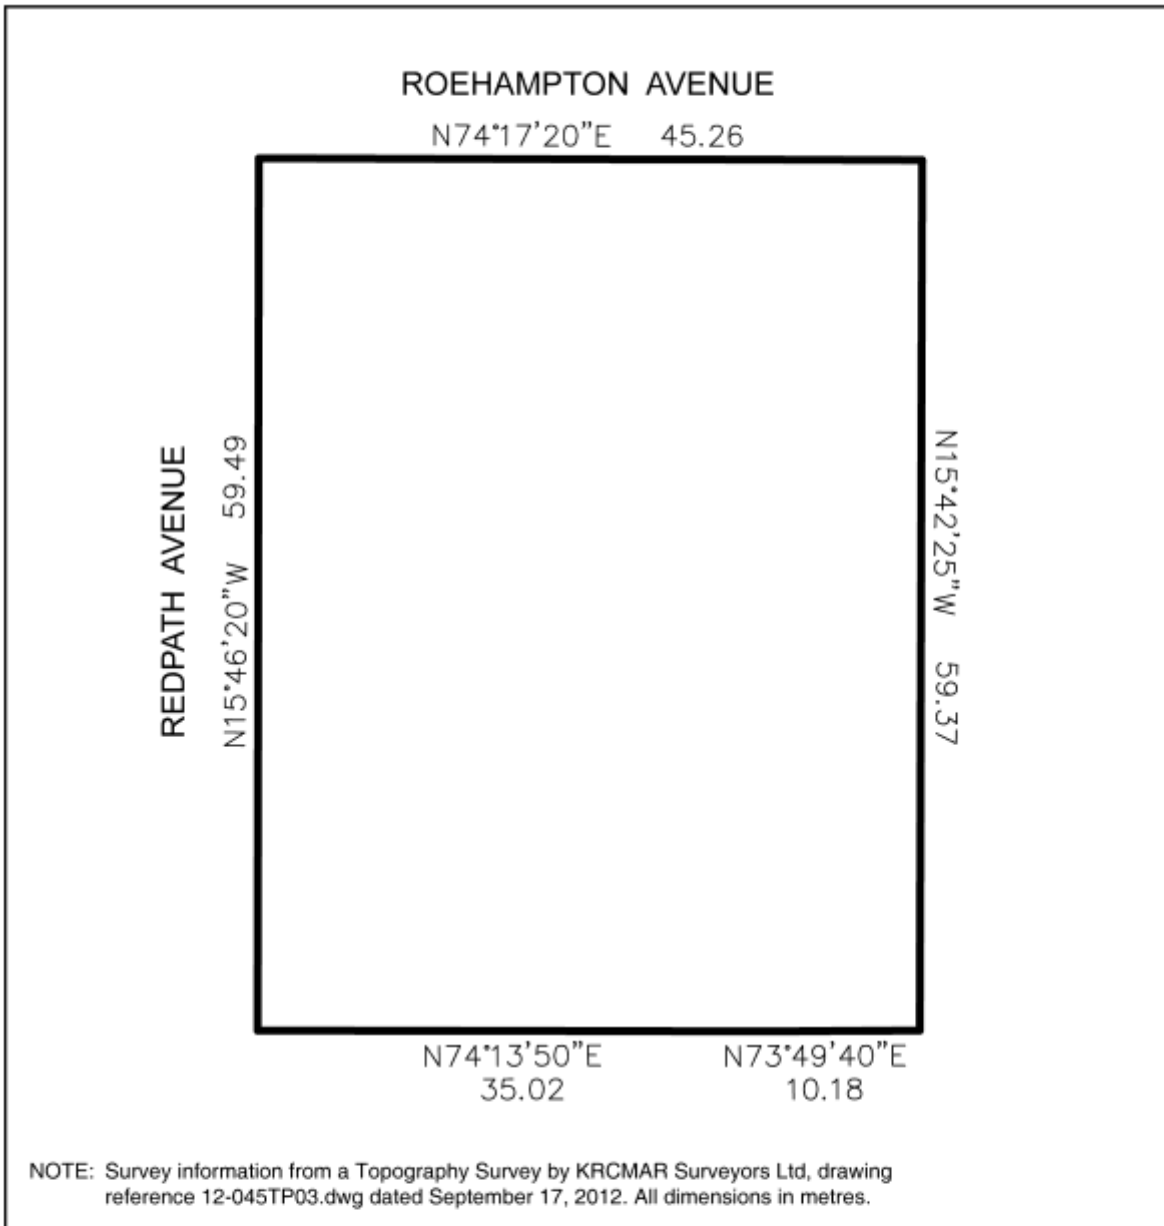 ROEHAMPTON AVENUE
N74°17'20"E 45.26
REDPATH AVENUE
N15°46'20"W 59.49
N15°42'25"W 59.37
N74°13'50"E
35.02
N73°49'40"E
10.18
NOTE: Survey information from a Topography Survey by KRCMAR Surveyors Ltd, drawing
reference 12-045TP03.dwg dated September 17, 2012. All dimensions in metres.